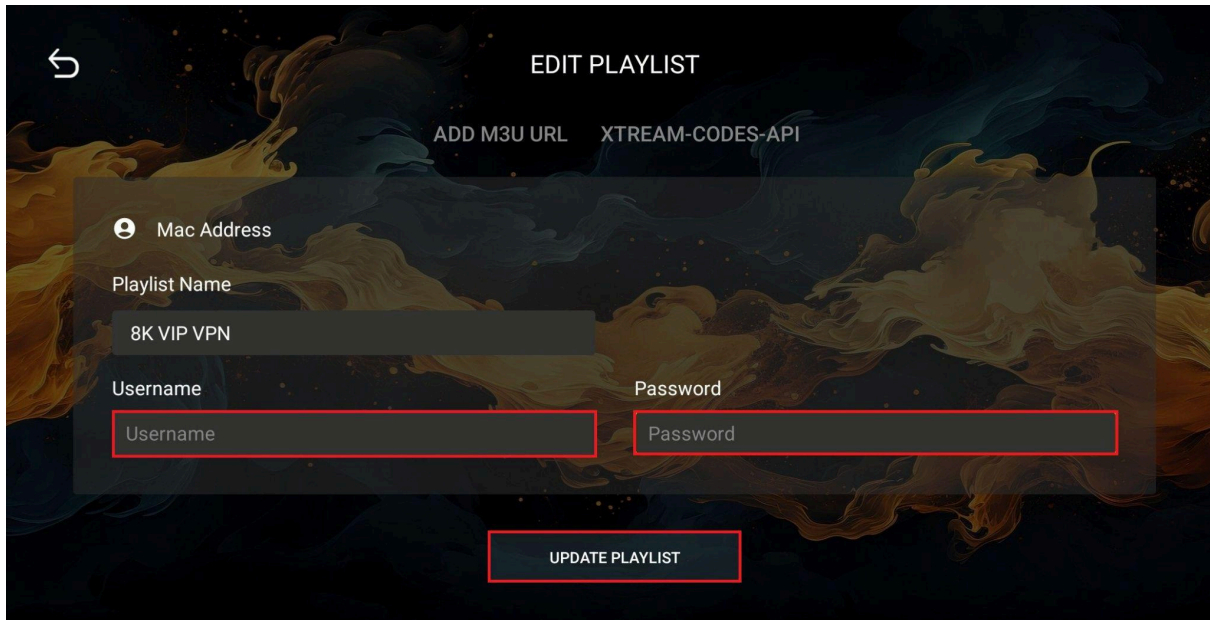 EDIT PLAYLIST
ADD M3U URL XTREAM-CODES-API
Mac Address
Playlist Name
8K VIP VPN
Username Password
Username Password
UPDATE PLAYLIST